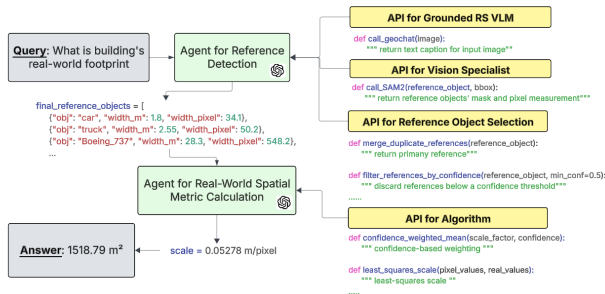 Query: What is building's
real-world footprint
Agent for Reference
Detection
final_reference_objects = [
{"obj": "car", "width_m": 1.8, "width_pixel": 34.1},
{"obj": "truck", "width_m": 2.55, "width_pixel": 50.2},
{"obj": "Boeing_737", "width_m": 28.3, "width_pixel": 548.2},
...
Agent for Real-World Spatial
Metric Calculation
Answer: 1518.79 m²
scale = 0.05278 m/pixel
API for Grounded RS VLM
def call_geochat(image):
""" return text caption for input image""
API for Vision Specialist
def call_SAM2(reference_object, bbox):
""" return reference objects' mask and pixel measurement"""
API for Reference Object Selection
def merge_duplicate_references(reference_object):
""" return primany reference"""
def filter_references_by_confidence(reference_object, min_conf=0.5):
""" discard references below a confidence threshold"""
......
API for Algorithm
def confidence_weighted_mean(scale_factor, confidence):
""" confidence-based weighting """
def least_squares_scale(pixel_values, real_values):
""" least-squares scale ""
.....